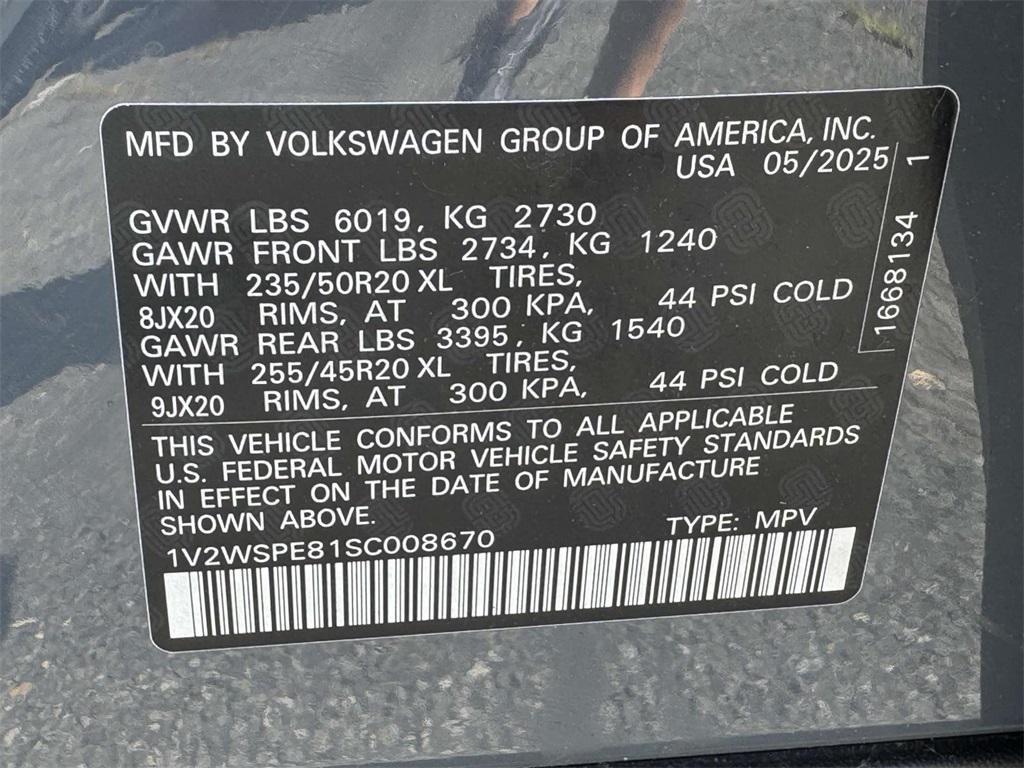 MFD BY VOLKSWAGEN GROUP OF AMERICA, INC.
USA 05/2025
GVWR LBS 6019, KG 2730
GAWR FRONT LBS 2734, KG 1240
WITH 235/50R20 XL TIRES,
8JX20 RIMS, AT 300 KPA, 44 PSI COLD
GAWR REAR LBS 3395, KG 1540
WITH 255/45R20 XL TIRES,
9JX20 RIMS, AT 300 KPA, 44 PSI COLD
THIS VEHICLE CONFORMS TO ALL APPLICABLE
U.S. FEDERAL MOTOR VEHICLE SAFETY STANDARDS
IN EFFECT ON THE DATE OF MANUFACTURE
SHOWN ABOVE.
TYPE: MPV
1V2WSPE81SC008670
1668134 1